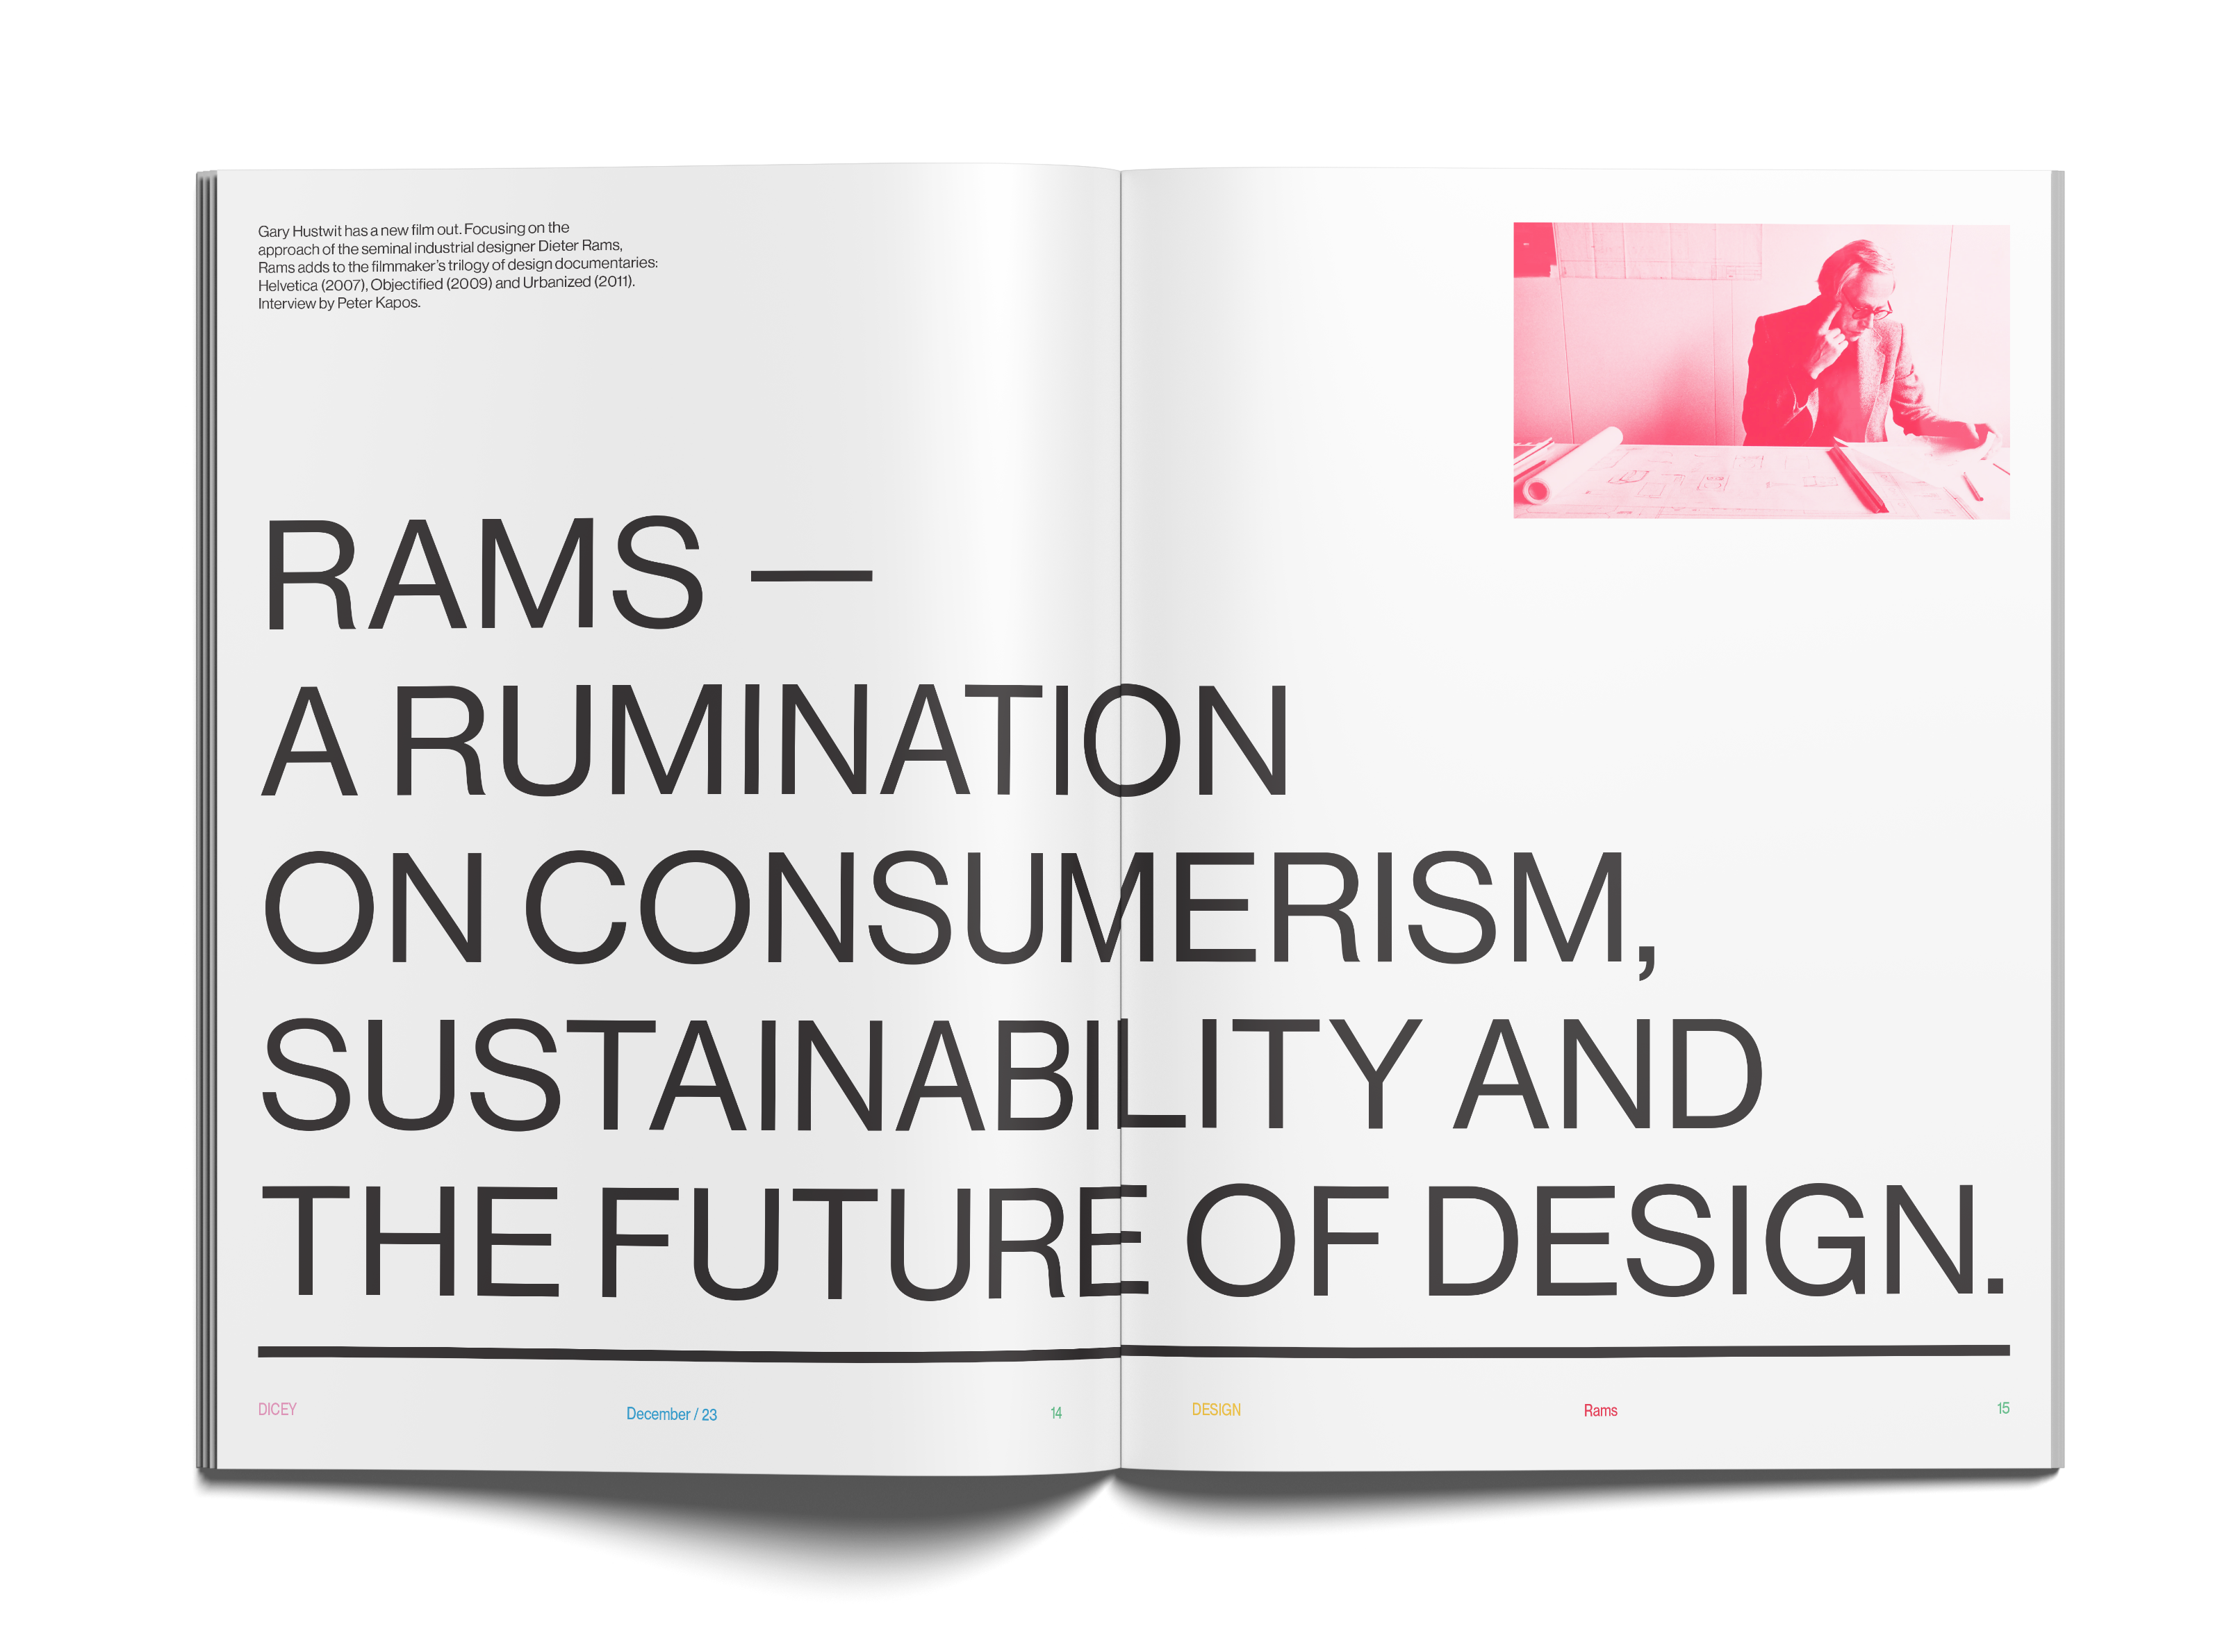 Gary Hustwit has a new film out. Focusing on the
approach of the seminal industrial designer Dieter Rams,
Rams adds to the filmmaker's trilogy of design documentaries:
Helvetica (2007), Objectified (2009) and Urbanized (2011).
Interview by Peter Kapos.
RAMS —
A RUMINATION
ON CONSUMERISM,
SUSTAINABILITY AND
THE FUTURE OF DESIGN.
DICEY
December / 23
14
DESIGN
Rams
15